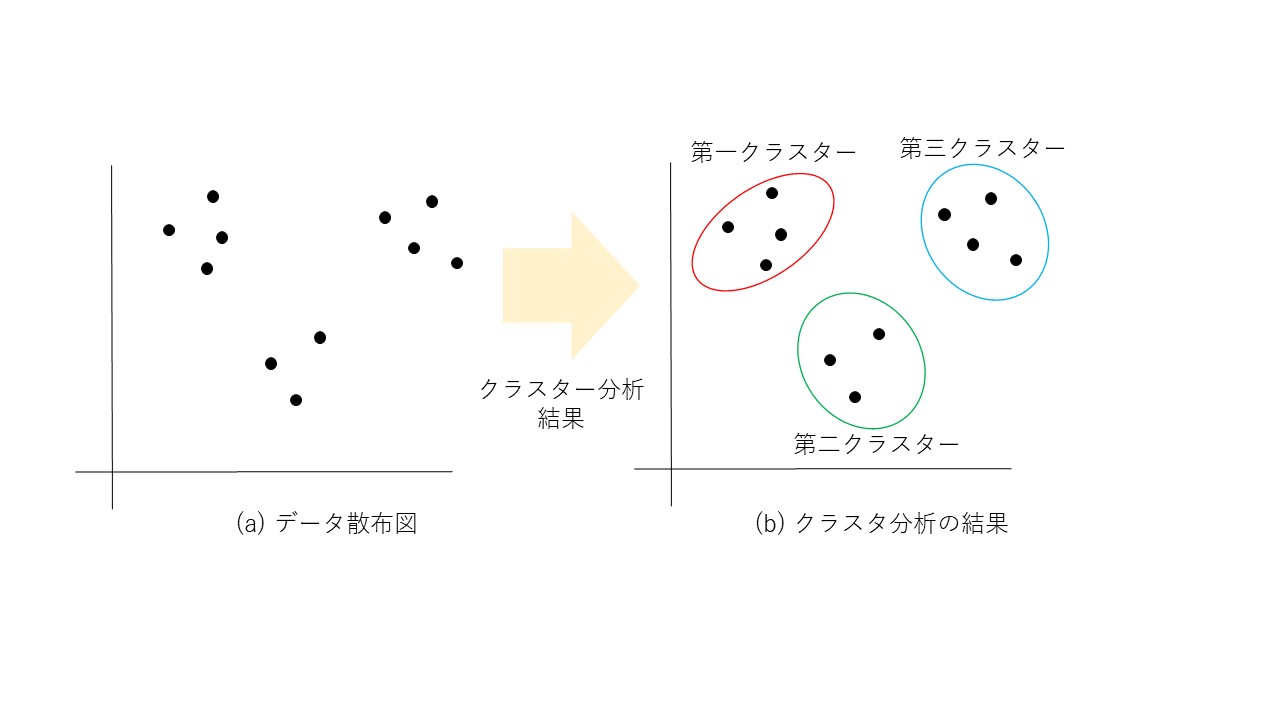 第一クラスター
第三クラスター
クラスター分析
結果
第二クラスター
(a) データ散布図
(b) クラスタ分析の結果